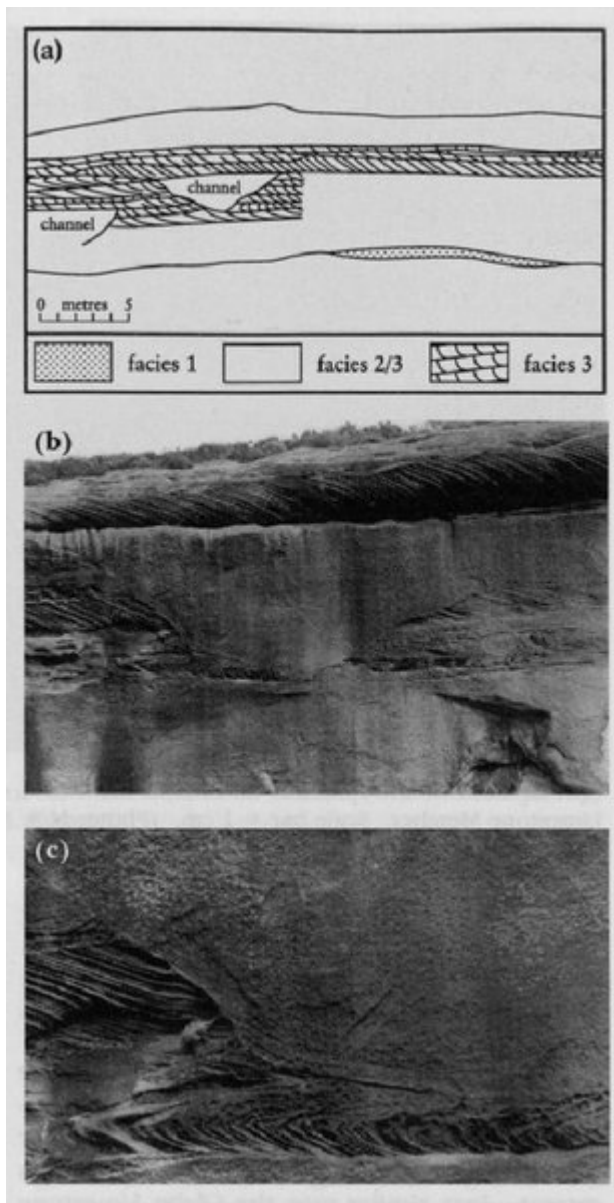 (a)
channel
channel
0 metres 5
facies 1 facies 2/3 facies 3
(b)
(c)